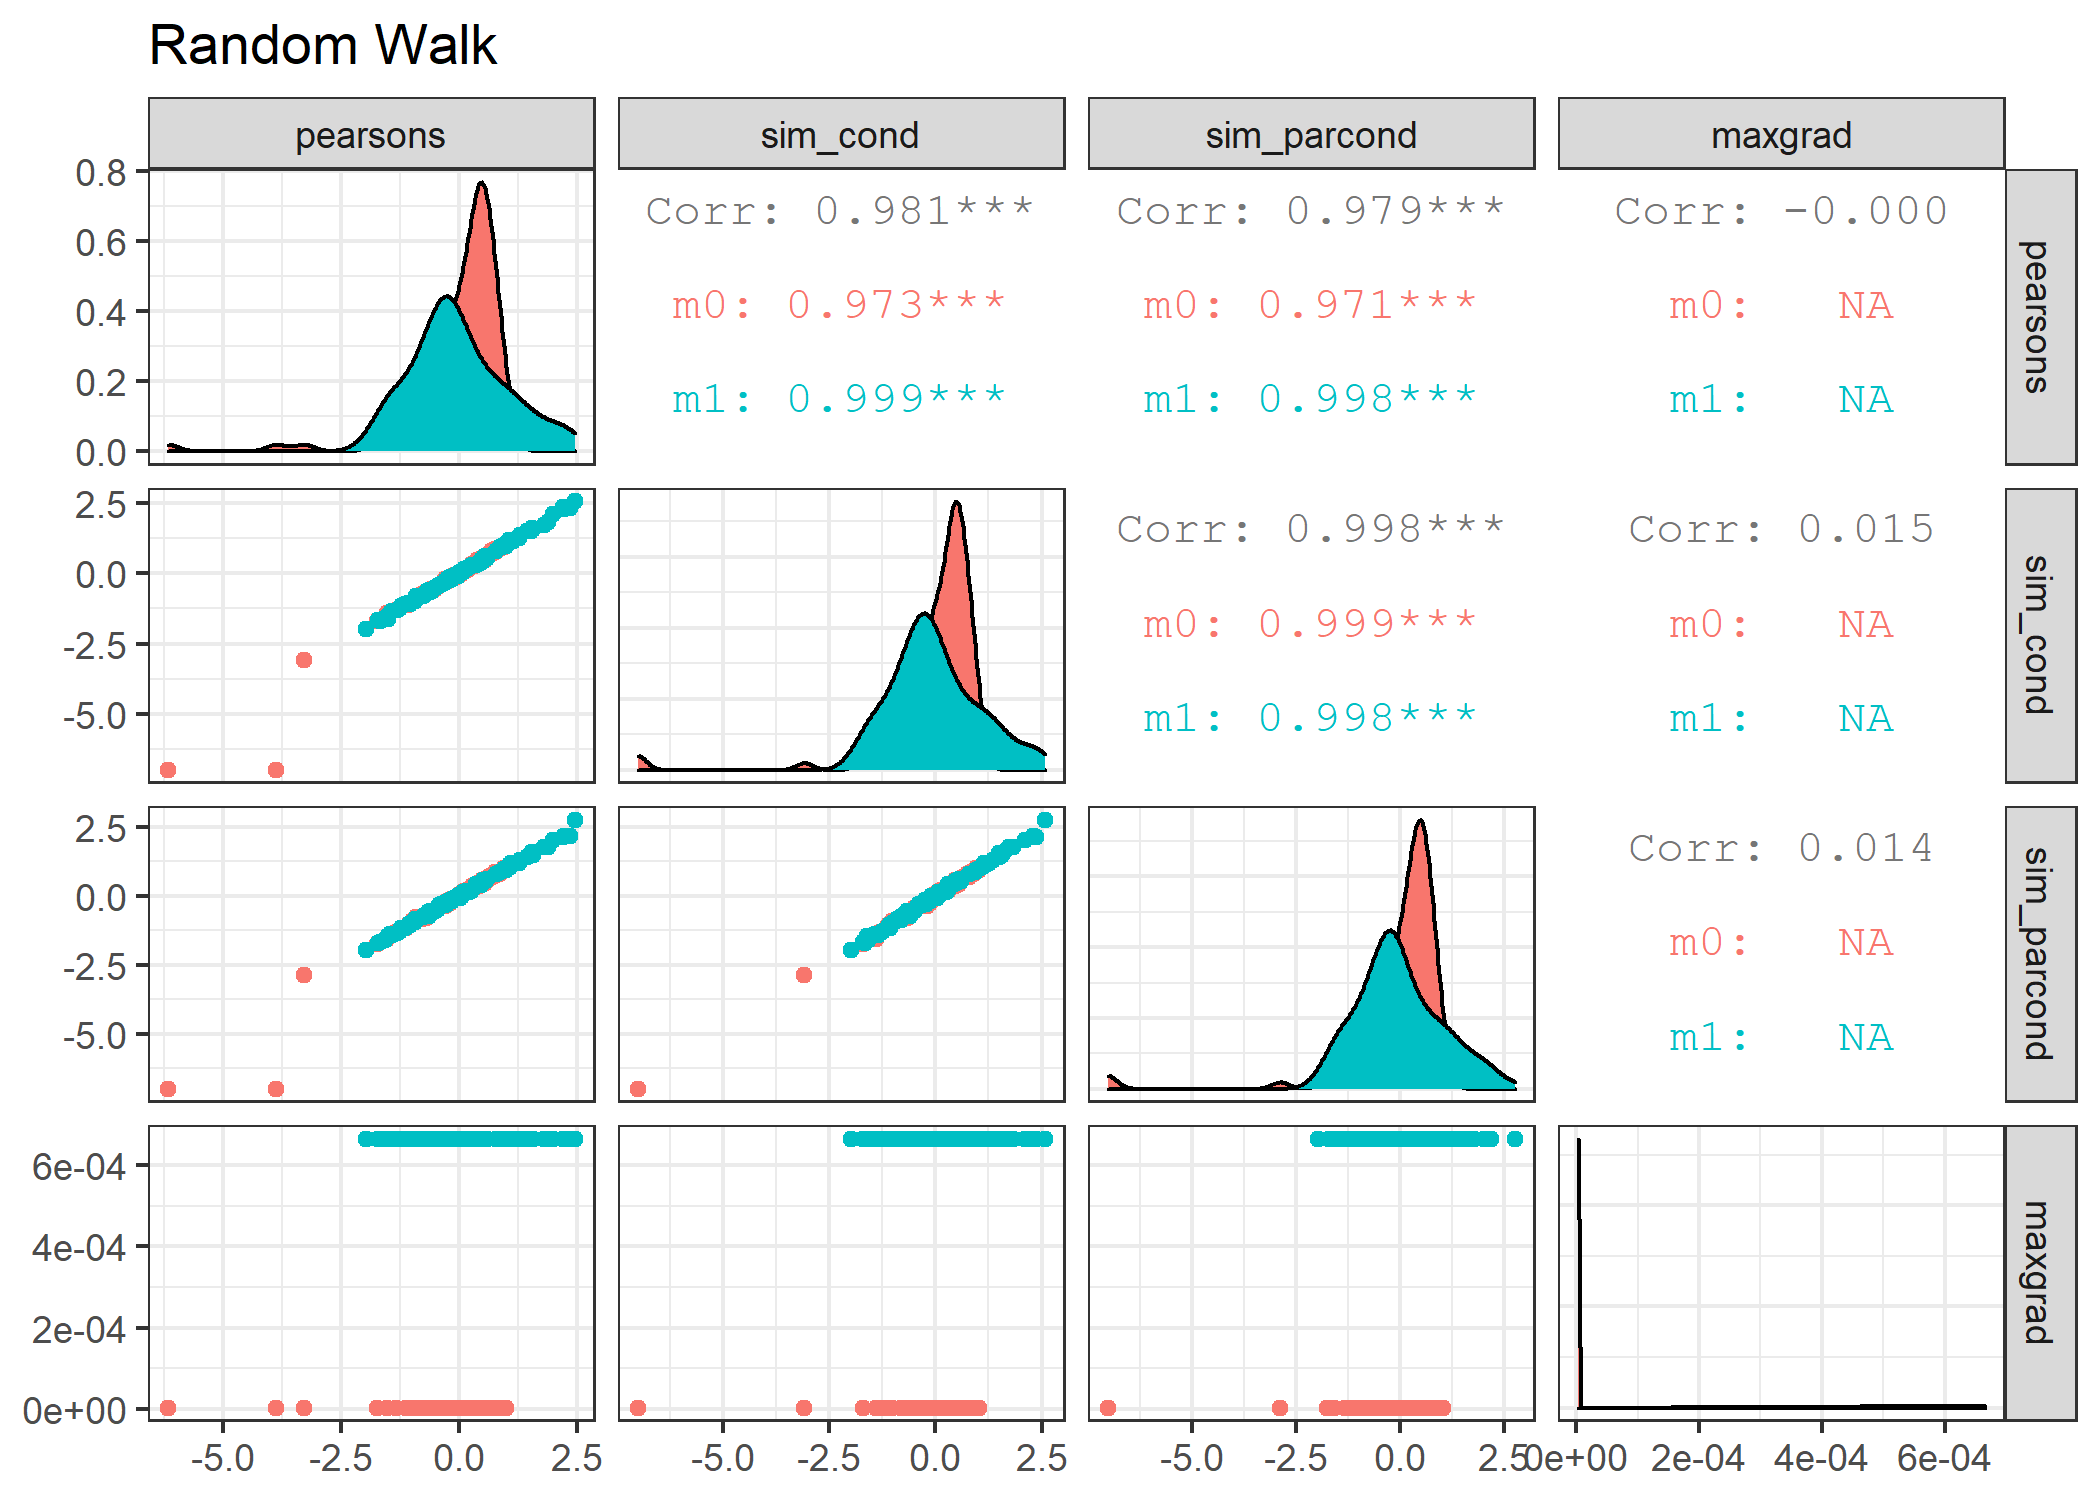 Random Walk
pearsons
sim_cond
sim_parcond
maxgrad
0.8
0.6
0.4
0.2
0.0
Corr: 0.981***
m0: 0.973***
m1: 0.999***
Corr: 0.979***
m0: 0.971***
m1: 0.998***
Corr: -0.000
m0: NA
m1: NA
pearsons
2.5
0.0
-2.5
-5.0
Corr: 0.998***
m0: 0.999***
m1: 0.998***
Corr: 0.015
m0: NA
m1: NA
sim_cond
2.5
0.0
-2.5
-5.0
Corr: 0.014
m0: NA
m1: NA
sim_parcond
6e-04
4e-04
2e-04
0e+00
maxgrad
-5.0 -2.5 0.0 2.5
-5.0 -2.5 0.0 2.5
-5.0 -2.5 0.0 2.5
0e+00 2e-04 4e-04 6e-04